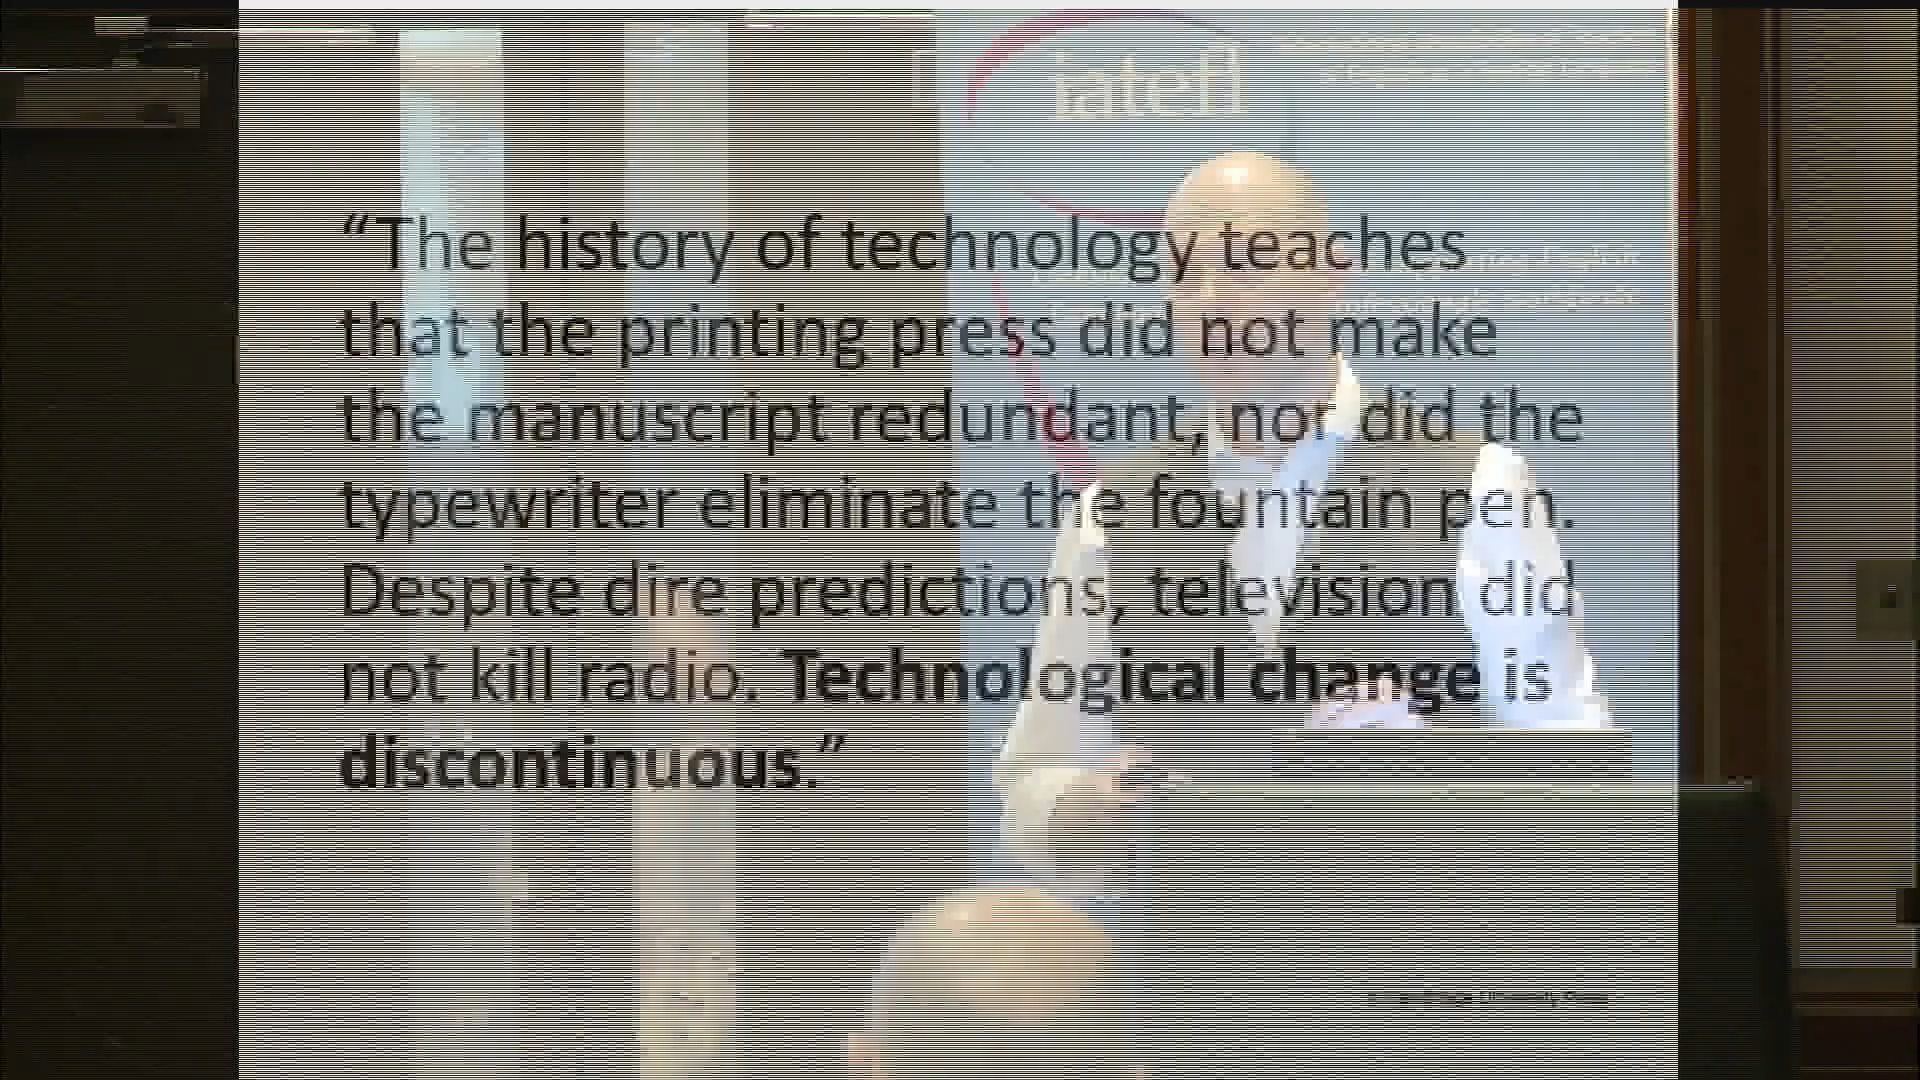 iatefl
“The history of technology teaches
that the printing press did not make
the manuscript redundant, nor did the
typewriter eliminate the fountain pen.
Despite dire predictions, television did
not kill radio. Technological change is
discontinuous.”